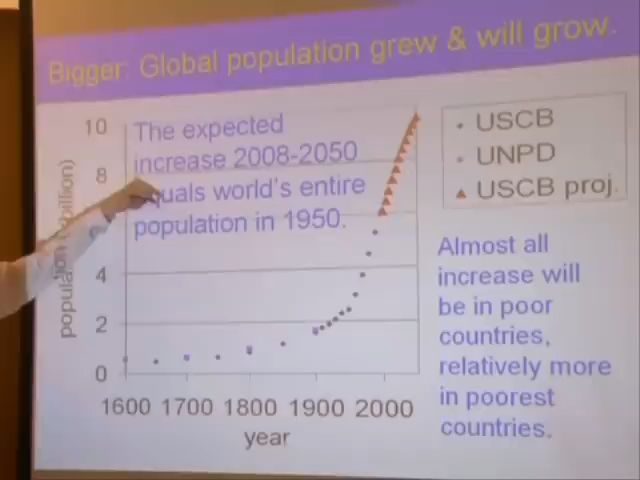 Bigger: Global population grew & will grow.
The expected
increase 2008-2050
equals world's entire
population in 1950.
population (billion)
10
8
4
2
0
1600 1700 1800 1900 2000
year
USCB
UNPD
USCB proj.
Almost all
increase will
be in poor
countries,
relatively more
in poorest
countries.